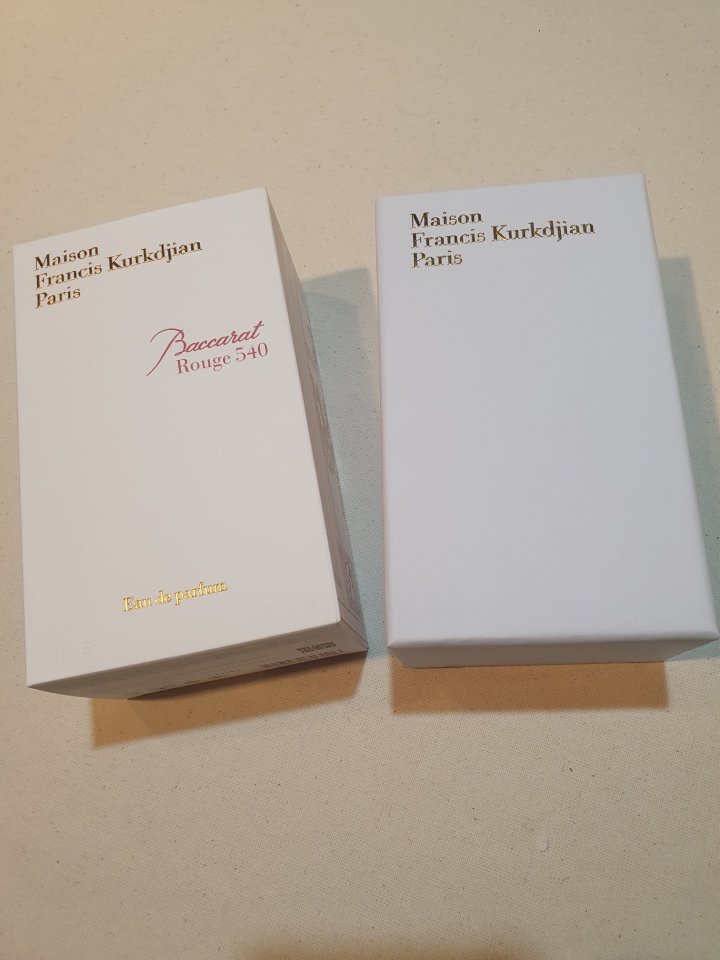 Maison
Francis Kurkdjian
Paris
Baccarat
Rouge 540
Eau de parfum
Maison
Francis Kurkdjian
Paris